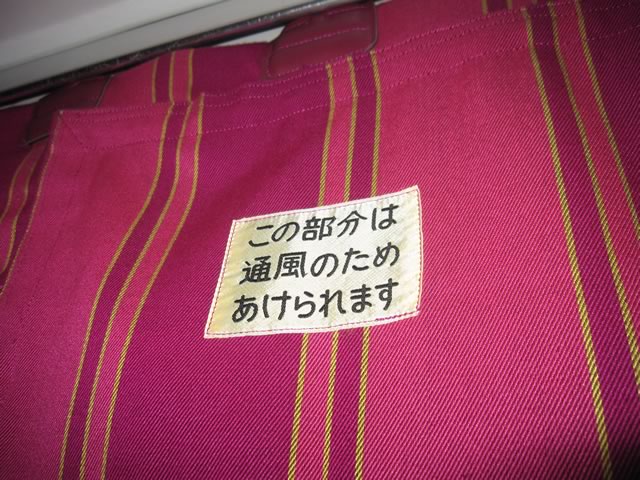 この部分は
通風のため
あけられます